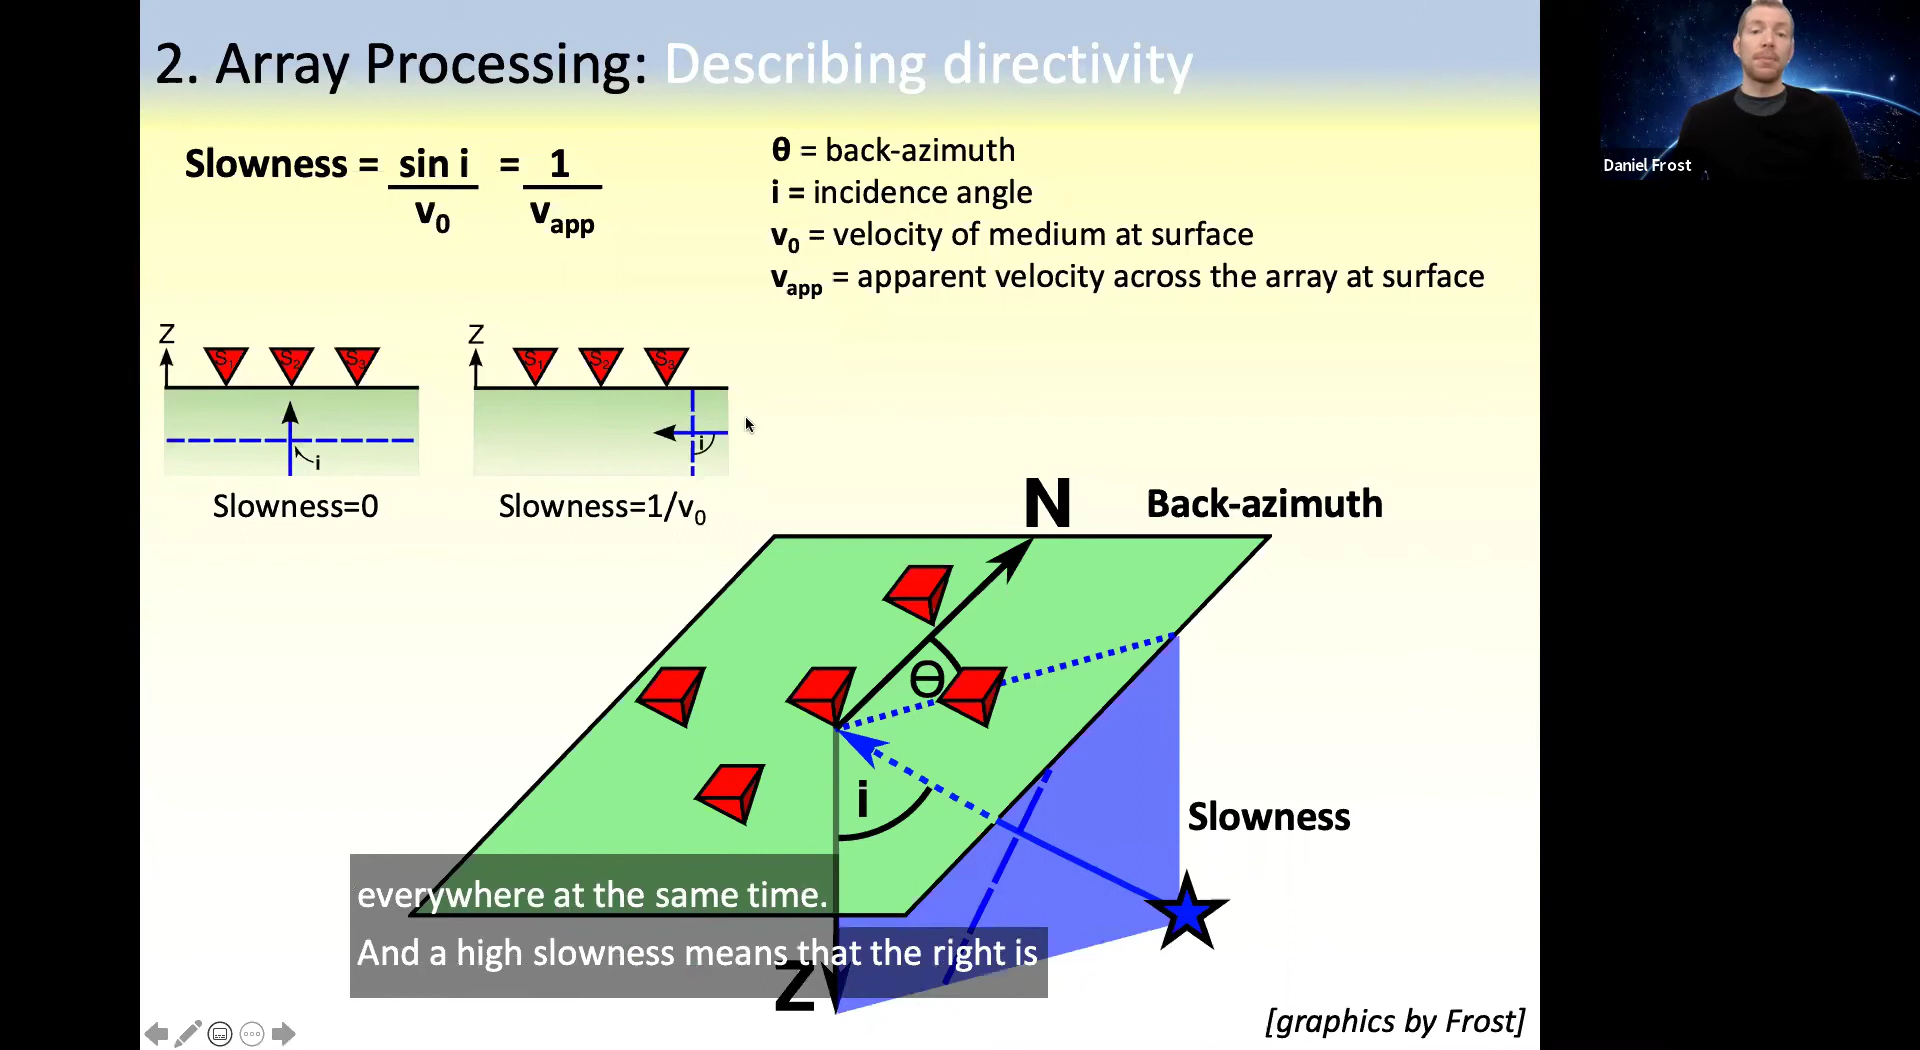 2. Array Processing: Describing directivity
Slowness = sin i / v0 = 1 / vapp
θ = back-azimuth
i = incidence angle
v0 = velocity of medium at surface
vapp = apparent velocity across the array at surface
Z
S1 S2 S3
i
Slowness=0
Z
S1 S2 S3
i
Slowness=1/v0
N
Back-azimuth
θ
i
Slowness
Z
everywhere at the same time.
And a high slowness means that the right is
[graphics by Frost]
Daniel Frost